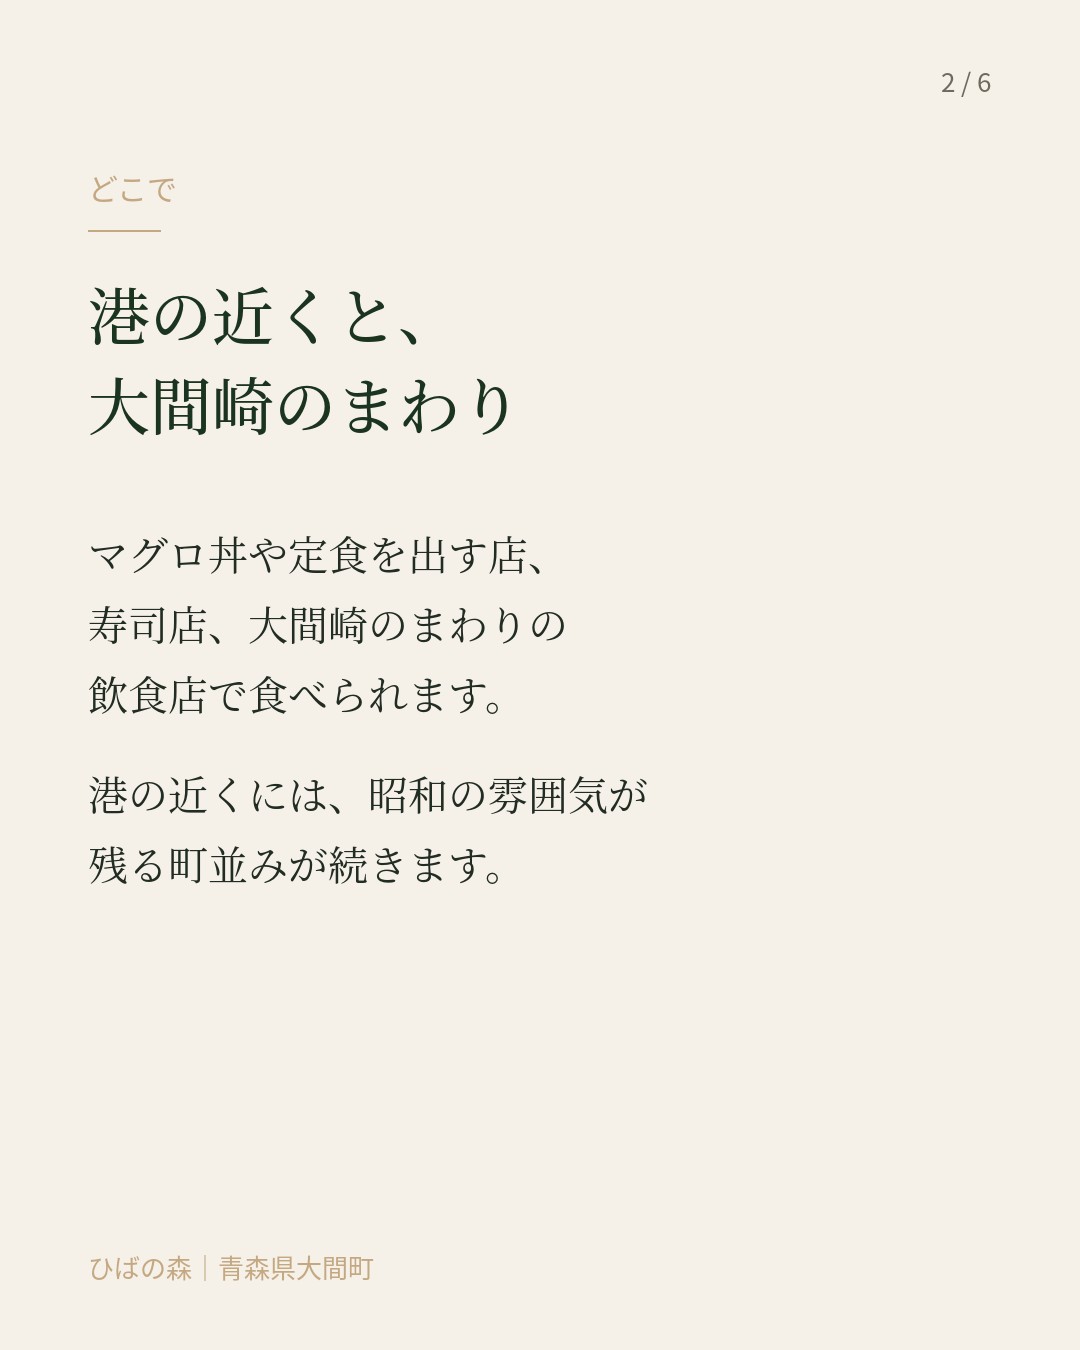 2 / 6
どこで
港の近くと、
大間崎のまわり
マグロ丼や定食を出す店、
寿司店、大間崎のまわりの
飲食店で食べられます。
港の近くには、昭和の雰囲気が
残る町並みが続きます。
ひばの森｜青森県大間町